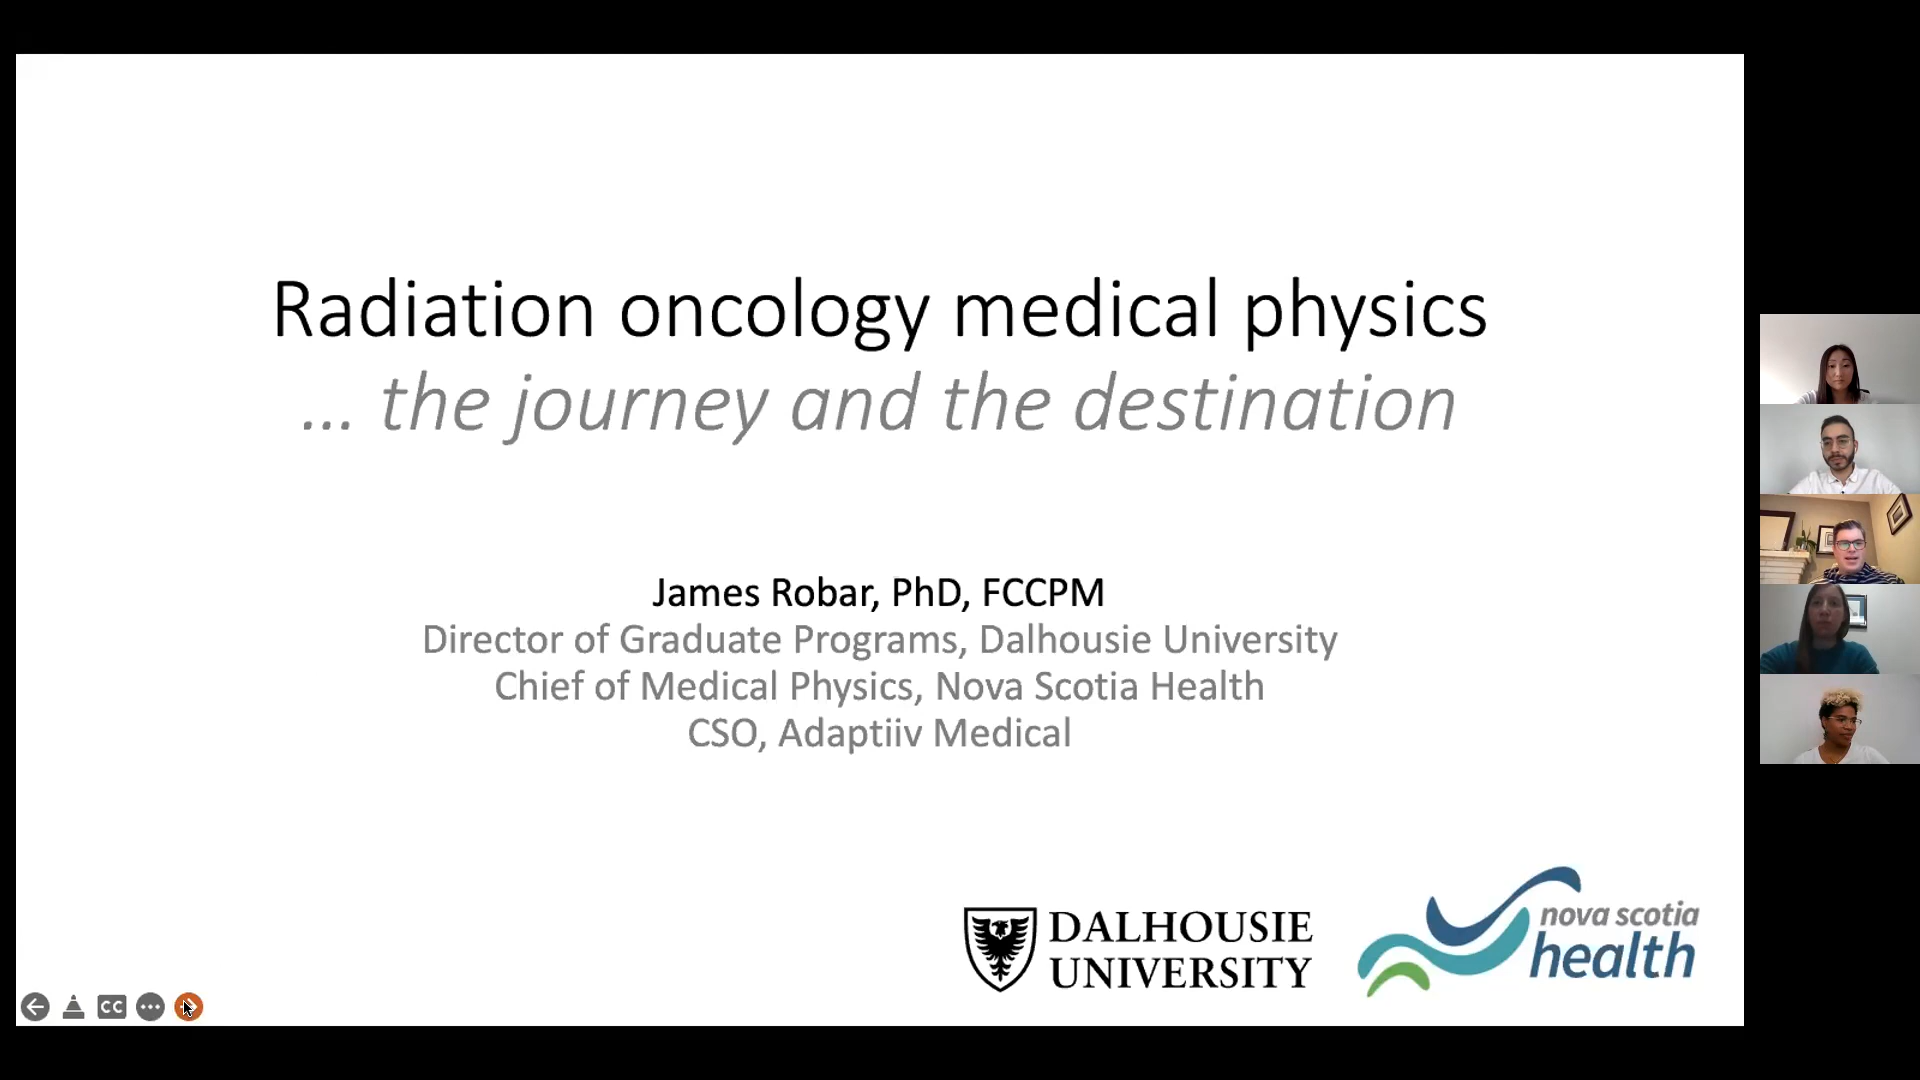 Radiation oncology medical physics
... the journey and the destination
James Robar, PhD, FCCPM
Director of Graduate Programs, Dalhousie University
Chief of Medical Physics, Nova Scotia Health
CSO, Adaptiiv Medical
DALHOUSIE
UNIVERSITY
nova scotia
health
CC